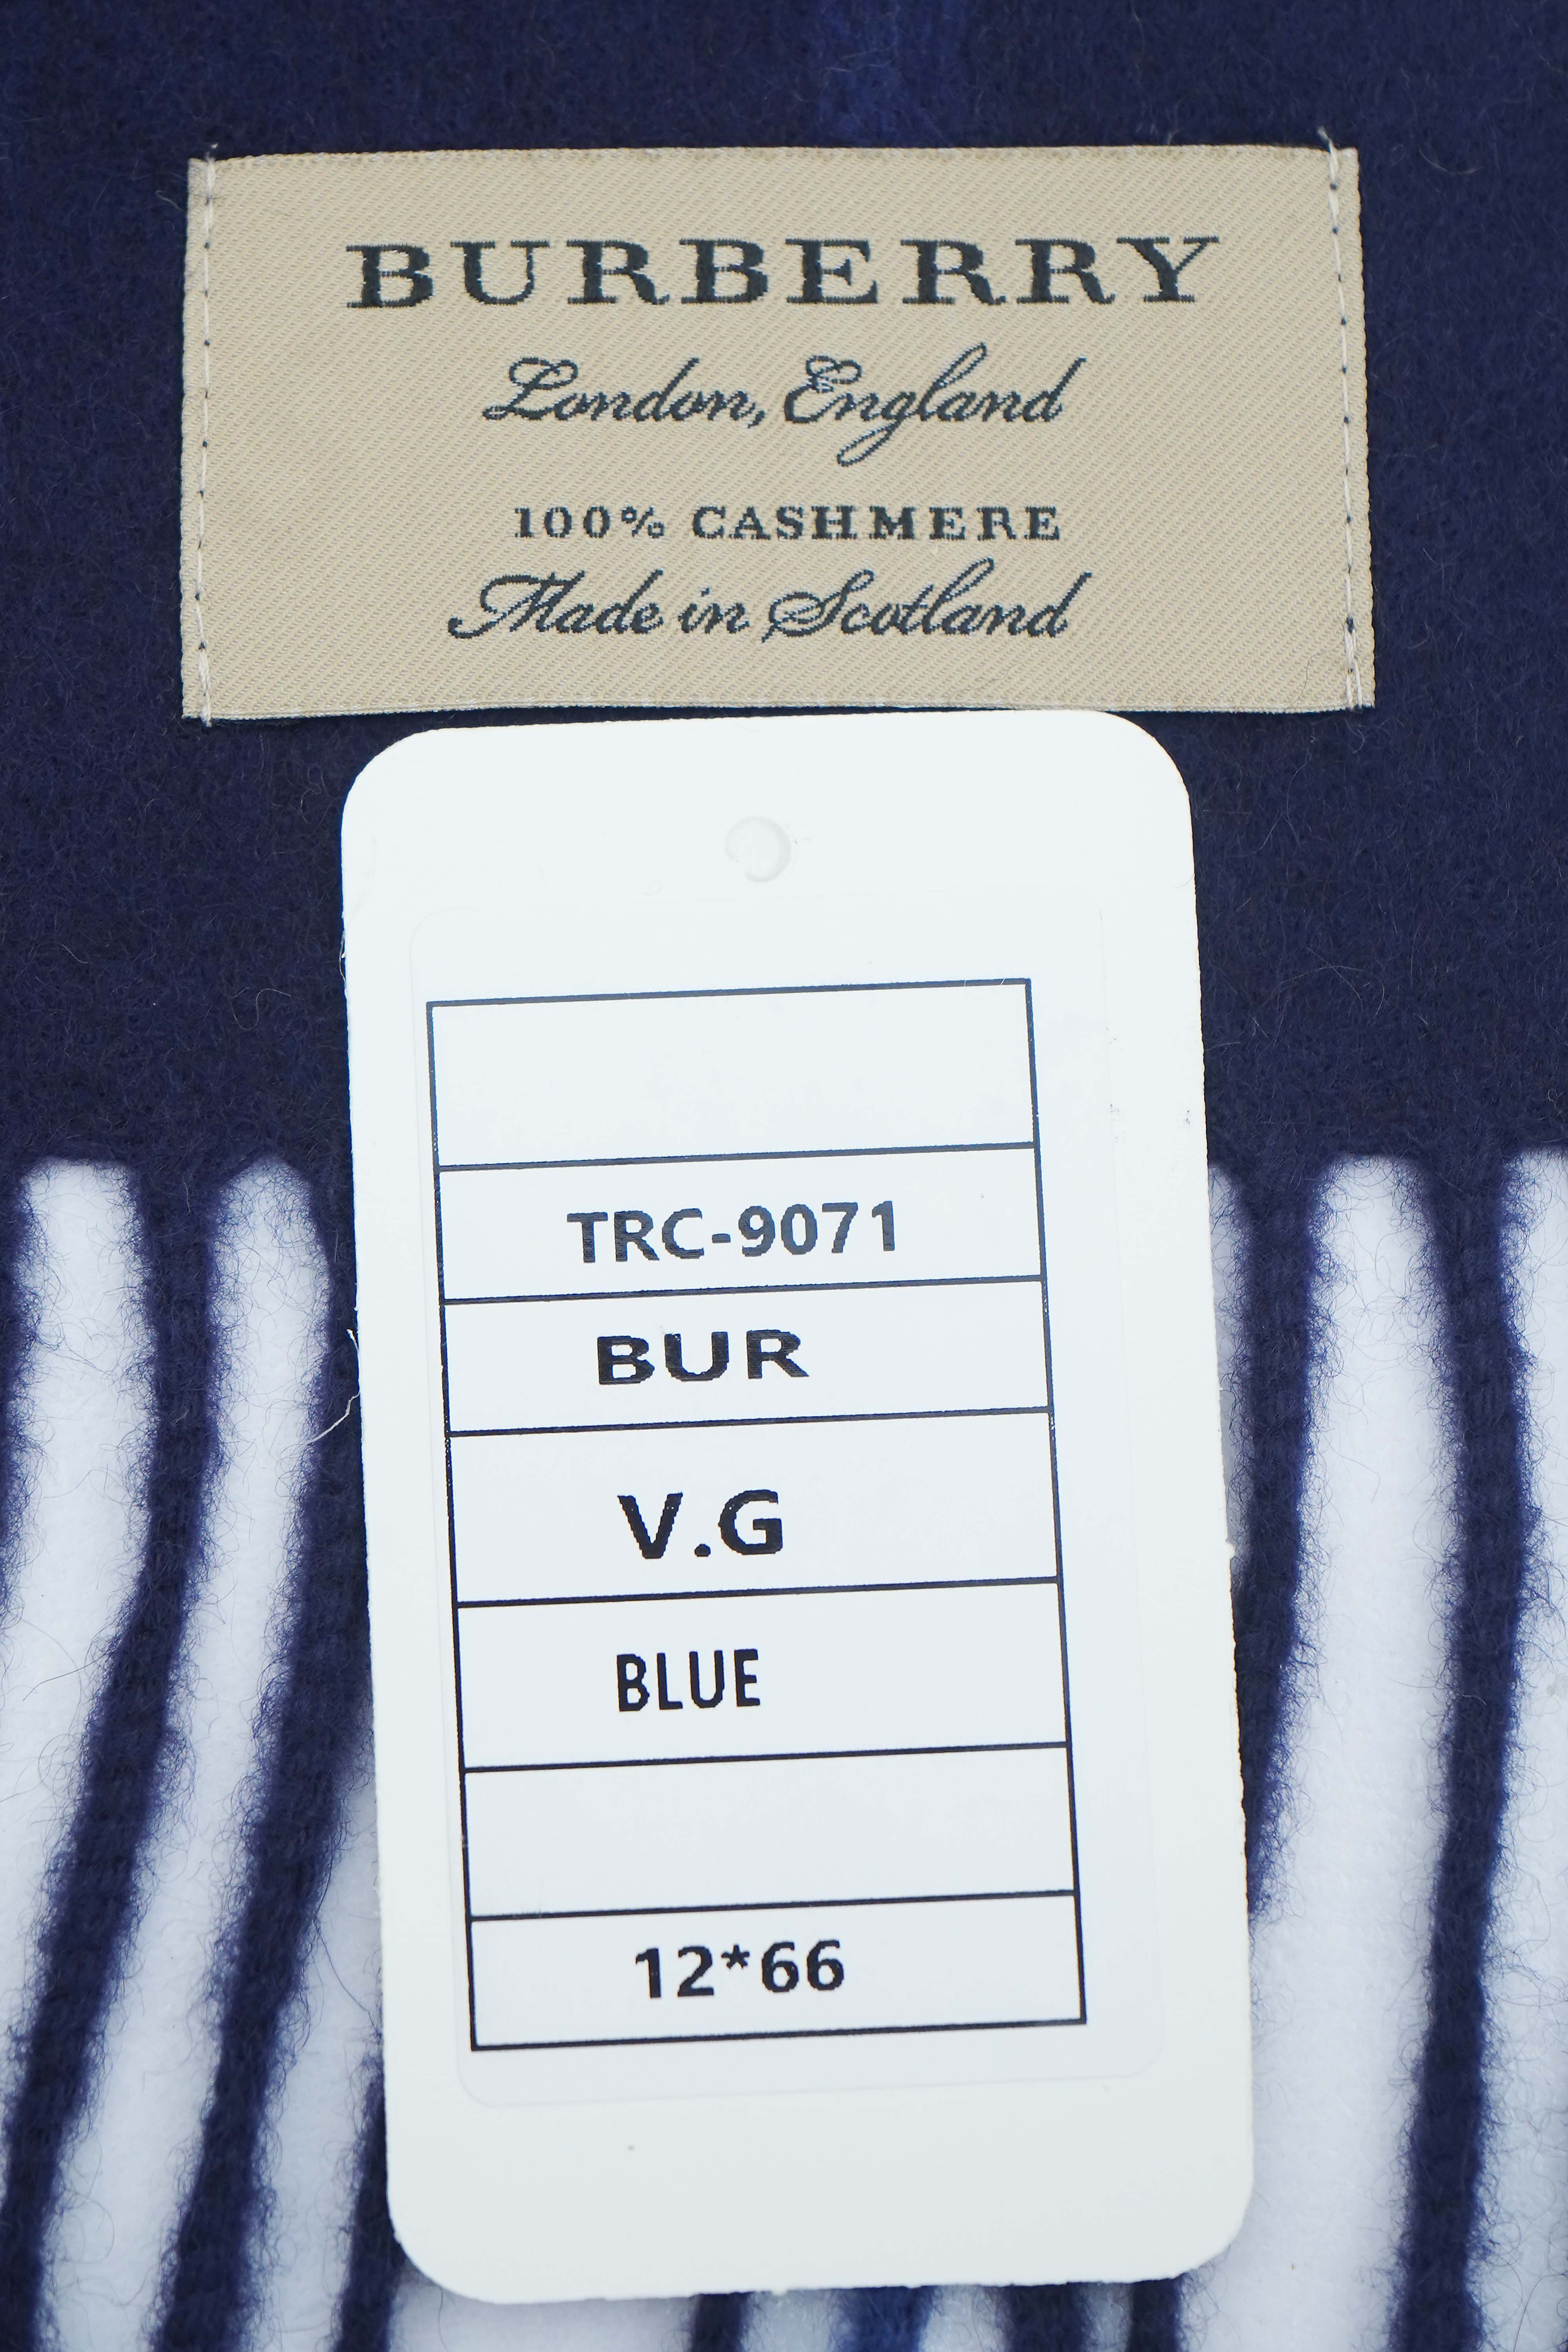 BURBERRY
London, England
100% CASHMERE
Made in Scotland
TRC-9071
BUR
V.G
BLUE
12*66